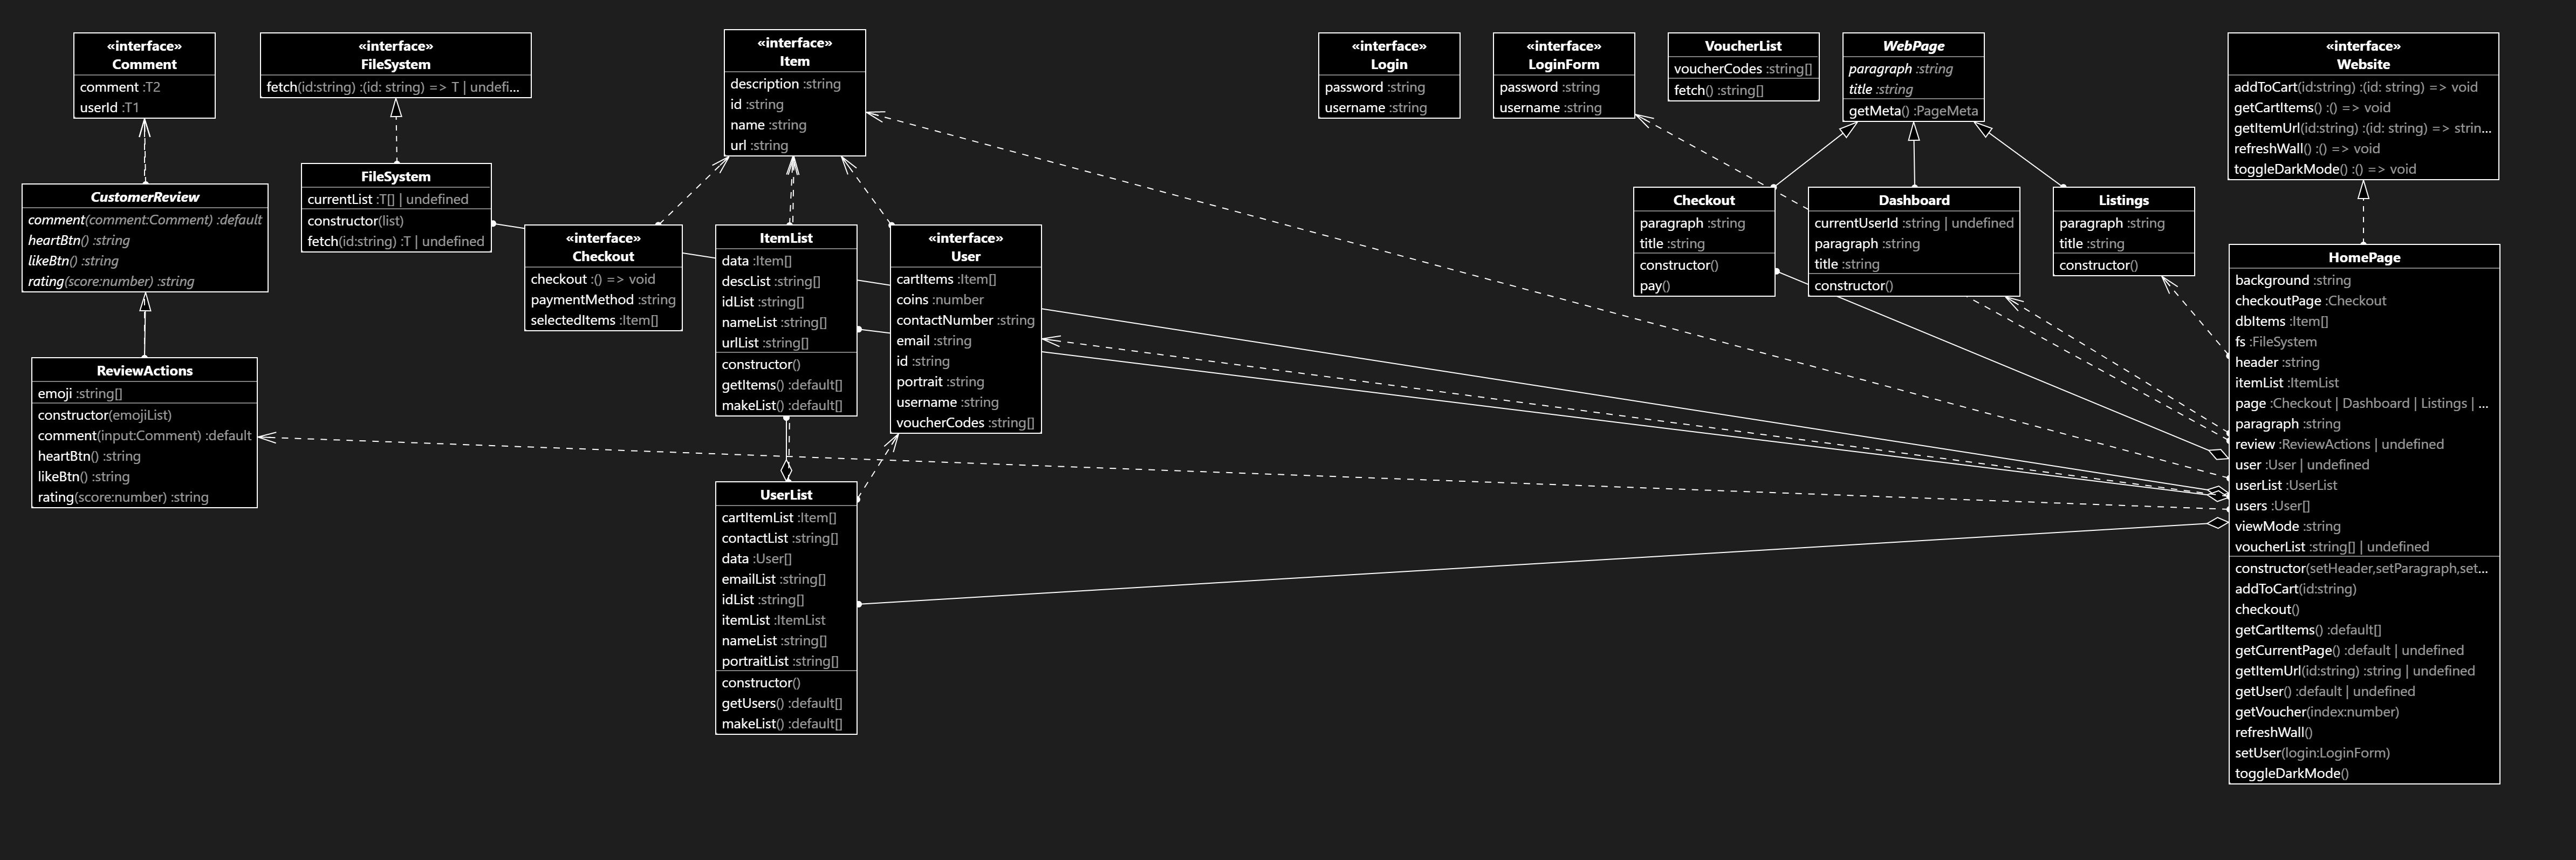 «interface»
Comment
comment :T2
userId :T1
«interface»
FileSystem
fetch(id:string) :(id: string) => T | undefi...
«interface»
Item
description :string
id :string
name :string
url :string
«interface»
Login
password :string
username :string
«interface»
LoginForm
password :string
username :string
VoucherList
voucherCodes :string[]
fetch() :string[]
WebPage
paragraph :string
title :string
getMeta() :PageMeta
«interface»
Website
addToCart(id:string) :(id: string) => void
getCartItems() :() => void
getItemUrl(id:string) :(id: string) => strin...
refreshWall() :() => void
toggleDarkMode() :() => void
CustomerReview
comment(comment:Comment) :default
heartBtn() :string
likeBtn() :string
rating(score:number) :string
FileSystem
currentList :T[] | undefined
constructor(list)
fetch(id:string) :T | undefined
«interface»
Checkout
checkout :() => void
paymentMethod :string
selectedItems :Item[]
ItemList
data :Item[]
descList :string[]
idList :string[]
nameList :string[]
urlList :string[]
constructor()
getItems() :default[]
makeList() :default[]
«interface»
User
cartItems :Item[]
coins :number
contactNumber :string
email :string
id :string
portrait :string
username :string
voucherCodes :string[]
Checkout
paragraph :string
title :string
constructor()
pay()
Dashboard
currentUserId :string | undefined
paragraph :string
title :string
constructor()
Listings
paragraph :string
title :string
constructor()
HomePage
background :string
checkoutPage :Checkout
dbItems :Item[]
fs :FileSystem
header :string
itemList :ItemList
page :Checkout | Dashboard | Listings | ...
paragraph :string
review :ReviewActions | undefined
user :User | undefined
userList :UserList
users :User[]
viewMode :string
voucherList :string[] | undefined
constructor(setHeader,setParagraph,set...
addToCart(id:string)
checkout()
getCartItems() :default[]
getCurrentPage() :default | undefined
getItemUrl(id:string) :string | undefined
getUser() :default | undefined
getVoucher(index:number)
refreshWall()
setUser(login:LoginForm)
toggleDarkMode()
ReviewActions
emoji :string[]
constructor(emojiList)
comment(input:Comment) :default
heartBtn() :string
likeBtn() :string
rating(score:number) :string
UserList
cartItemList :Item[]
contactList :string[]
data :User[]
emailList :string[]
idList :string[]
itemList :ItemList
nameList :string[]
portraitList :string[]
constructor()
getUsers() :default[]
makeList() :default[]